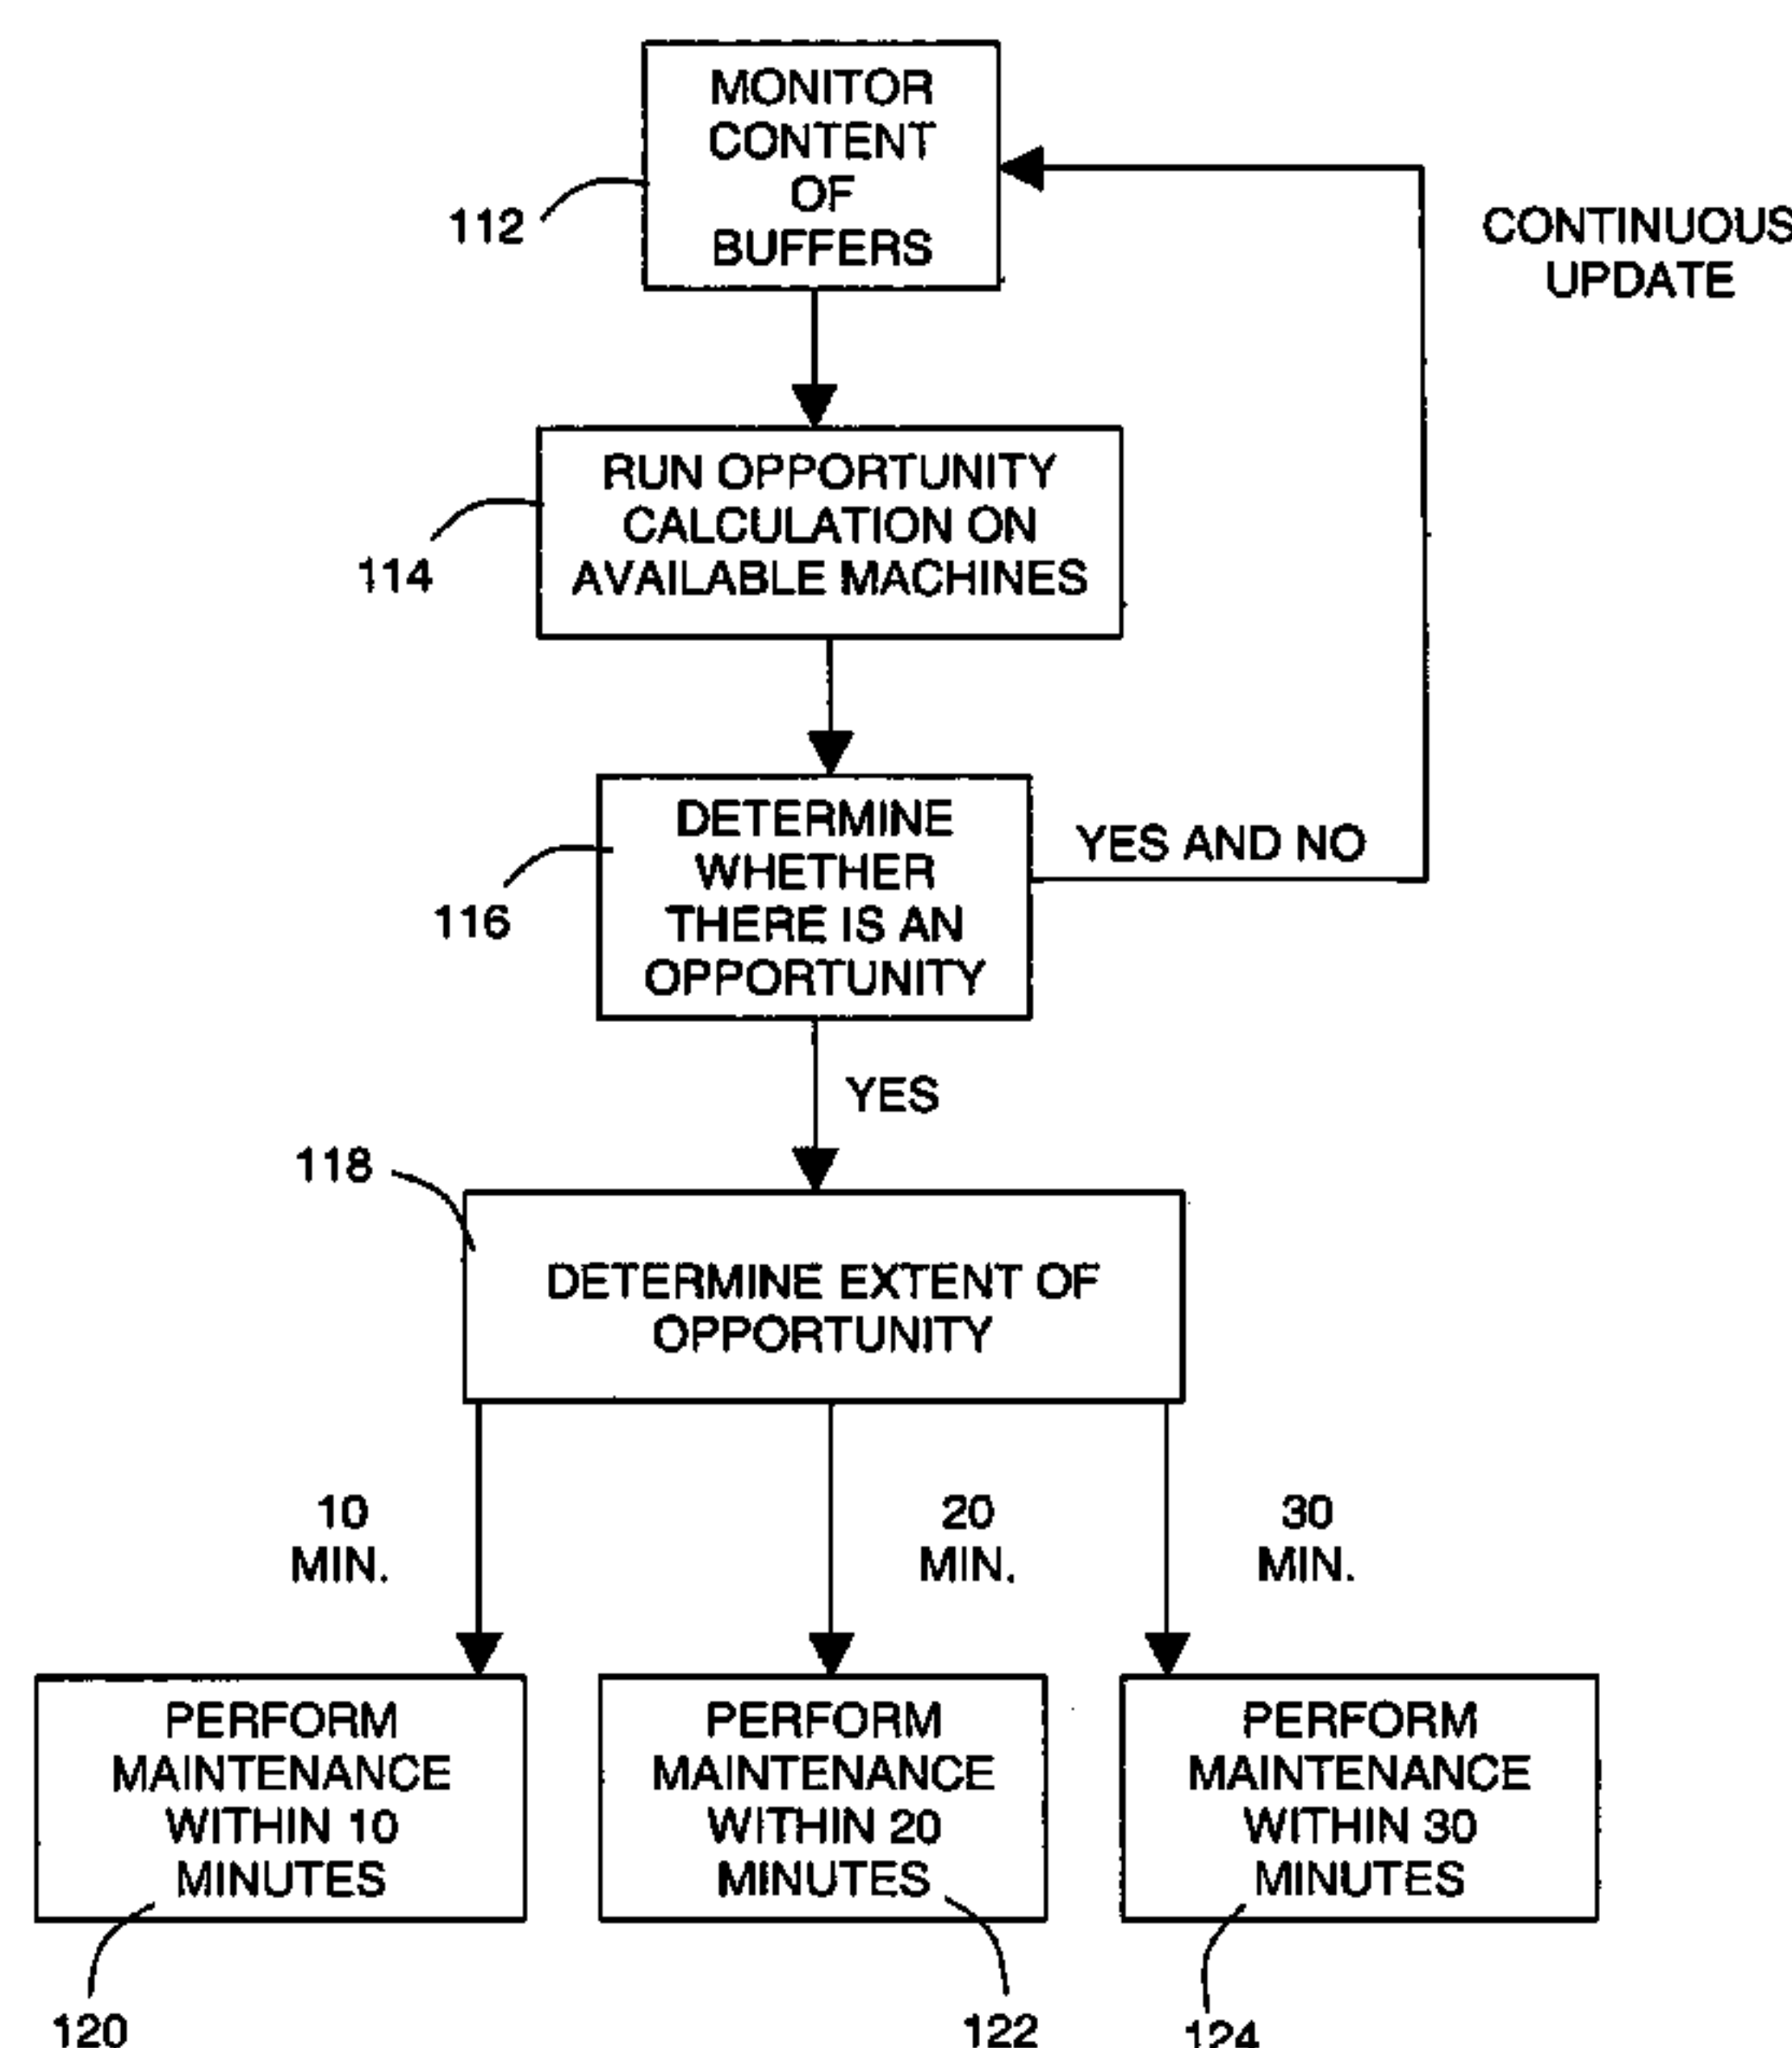 MONITOR
CONTENT
OF
BUFFERS
112
CONTINUOUS
UPDATE
RUN OPPORTUNITY
CALCULATION ON
AVAILABLE MACHINES
114
DETERMINE
WHETHER
THERE IS AN
OPPORTUNITY
YES AND NO
116
YES
118
DETERMINE EXTENT OF
OPPORTUNITY
10
MIN.
20
MIN.
30
MIN.
PERFORM
MAINTENANCE
WITHIN 10
MINUTES
PERFORM
MAINTENANCE
WITHIN 20
MINUTES
PERFORM
MAINTENANCE
WITHIN 30
MINUTES
120
122
124